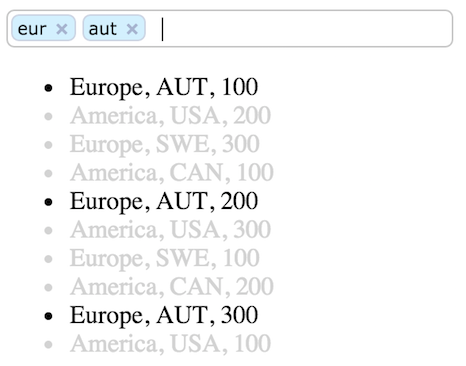 eur × aut ×
• Europe, AUT, 100
• America, USA, 200
• Europe, SWE, 300
• America, CAN, 100
• Europe, AUT, 200
• America, USA, 300
• Europe, SWE, 100
• America, CAN, 200
• Europe, AUT, 300
• America, USA, 100